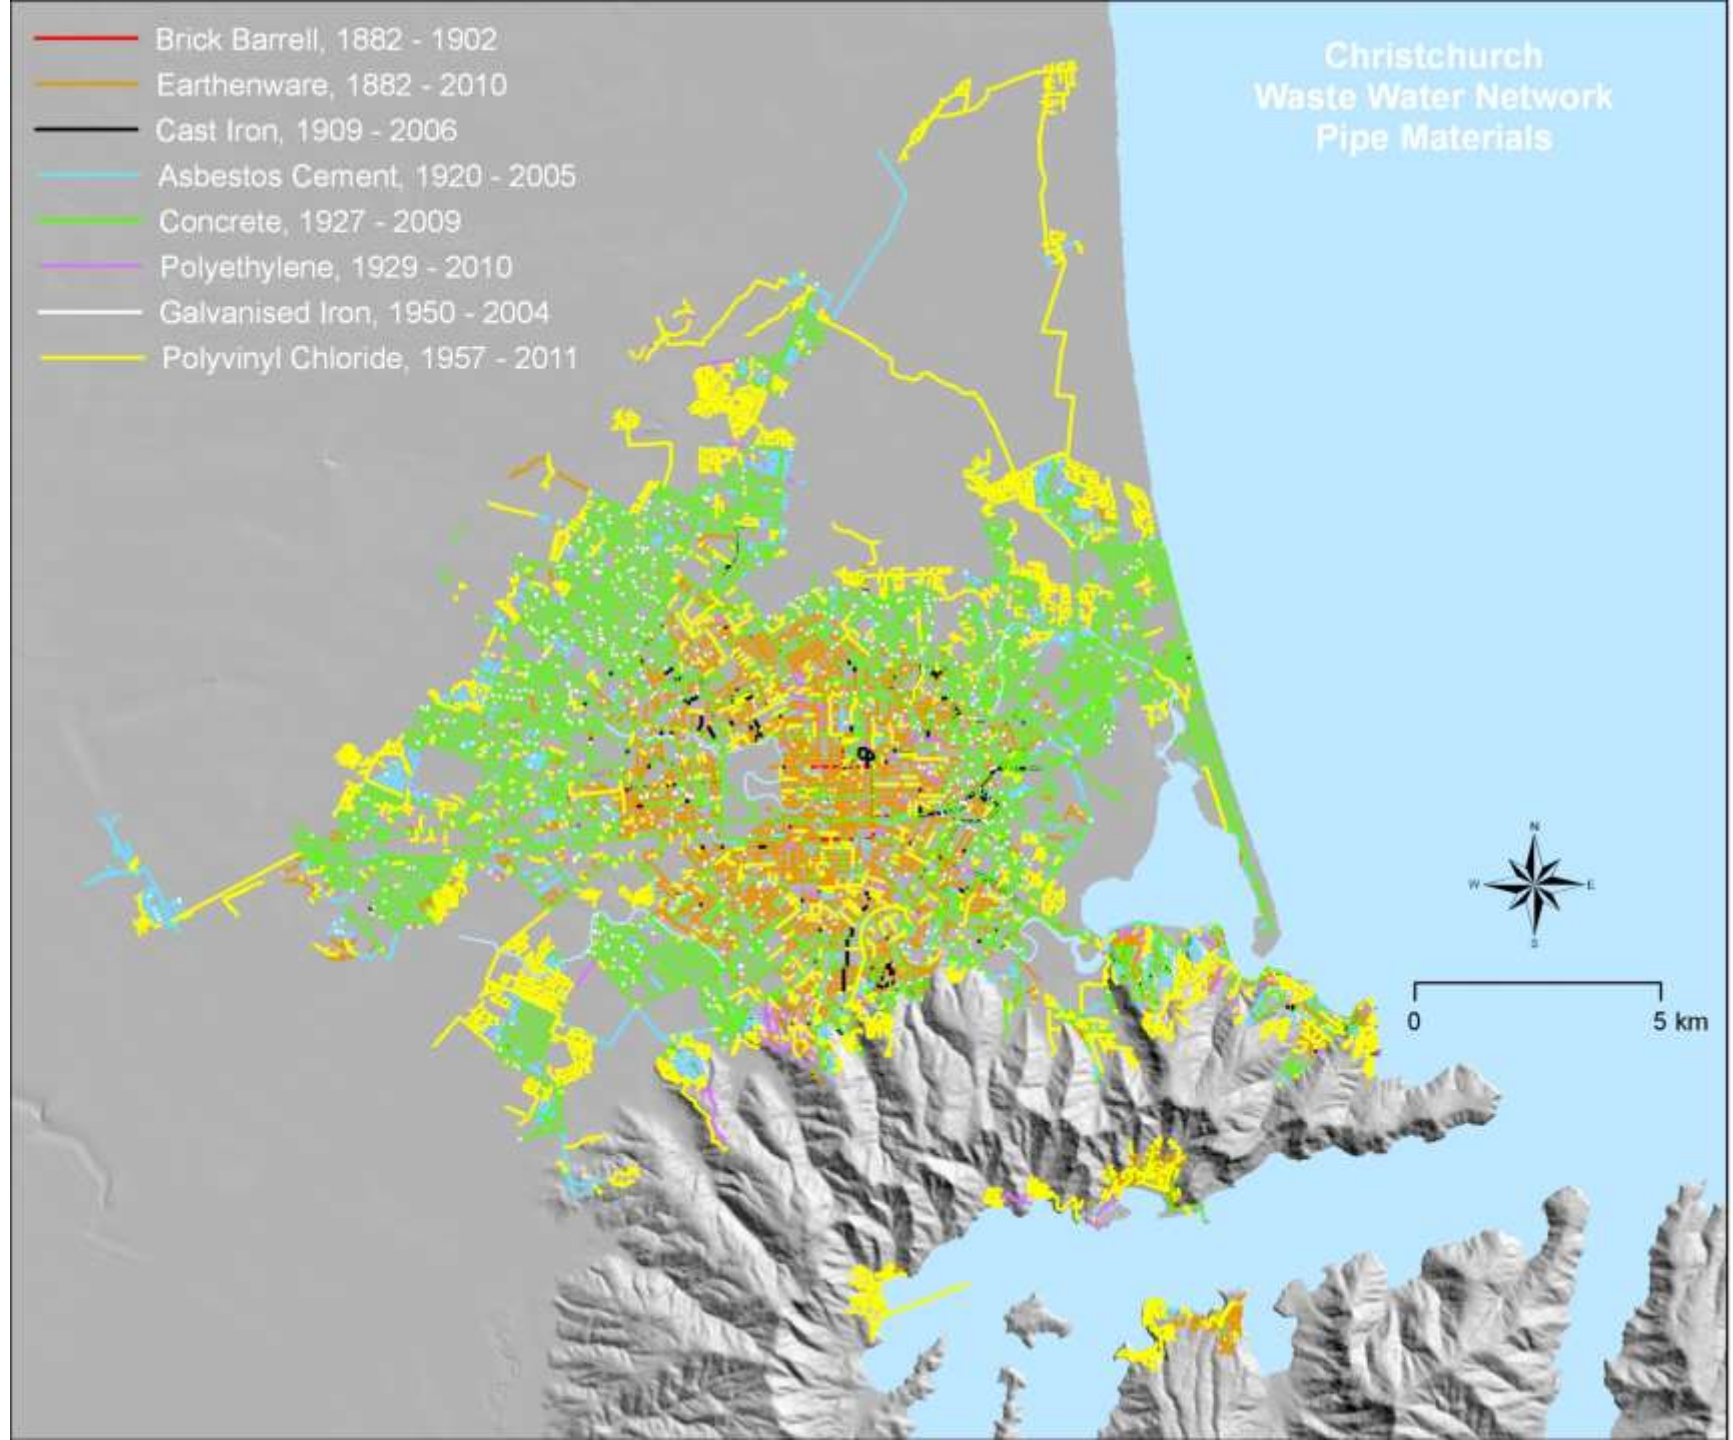 Brick Barrell, 1882 - 1902
Earthenware, 1882 - 2010
Cast Iron, 1909 - 2006
Asbestos Cement, 1920 - 2005
Concrete, 1927 - 2009
Polyethylene, 1929 - 2010
Galvanised Iron, 1950 - 2004
Polyvinyl Chloride, 1957 - 2011
Christchurch
Waste Water Network
Pipe Materials
N
W
E
S
0
5 km